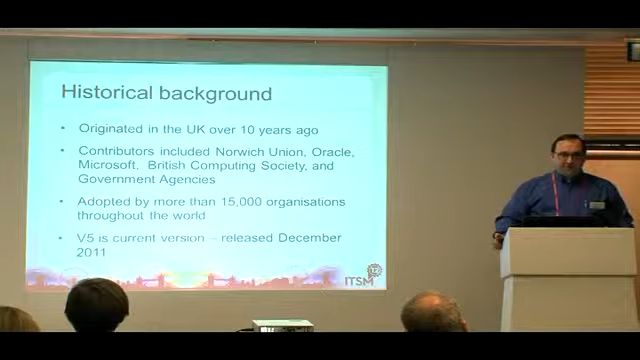 Historical background
• Originated in the UK over 10 years ago
• Contributors included Norwich Union, Oracle,
Microsoft, British Computing Society, and
Government Agencies
• Adopted by more than 15,000 organisations
throughout the world
• V5 is current version – released December
2011
ITSM
12